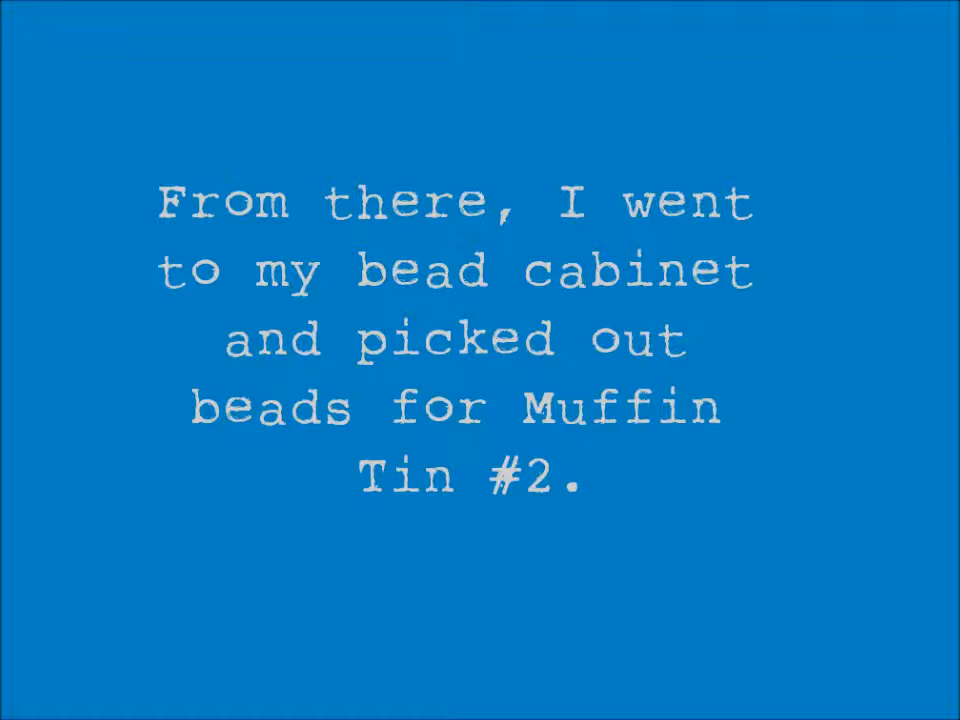 From there, I went
to my bead cabinet
and picked out
beads for Muffin
Tin #2.